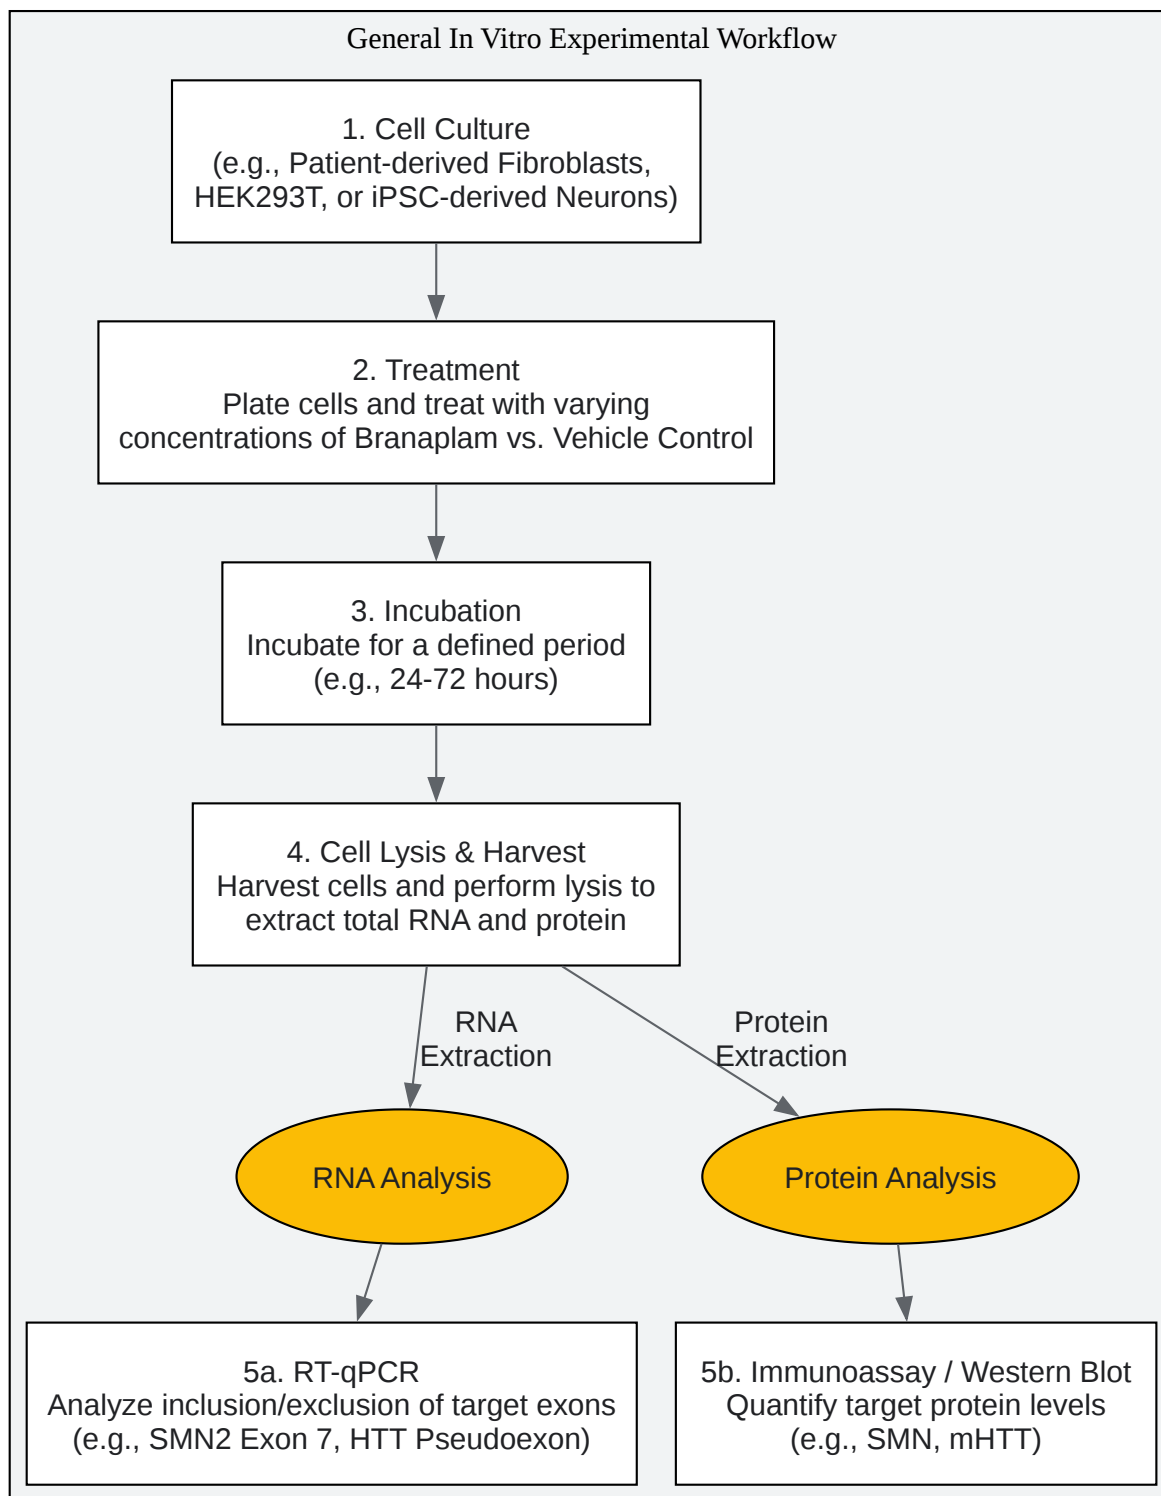 General In Vitro Experimental Workflow
1. Cell Culture
(e.g., Patient-derived Fibroblasts,
HEK293T, or iPSC-derived Neurons)
2. Treatment
Plate cells and treat with varying
concentrations of Branaplam vs. Vehicle Control
3. Incubation
Incubate for a defined period
(e.g., 24-72 hours)
4. Cell Lysis & Harvest
Harvest cells and perform lysis to
extract total RNA and protein
RNA
Extraction
Protein
Extraction
RNA Analysis
Protein Analysis
5a. RT-qPCR
Analyze inclusion/exclusion of target exons
(e.g., SMN2 Exon 7, HTT Pseudoexon)
5b. Immunoassay / Western Blot
Quantify target protein levels
(e.g., SMN, mHTT)